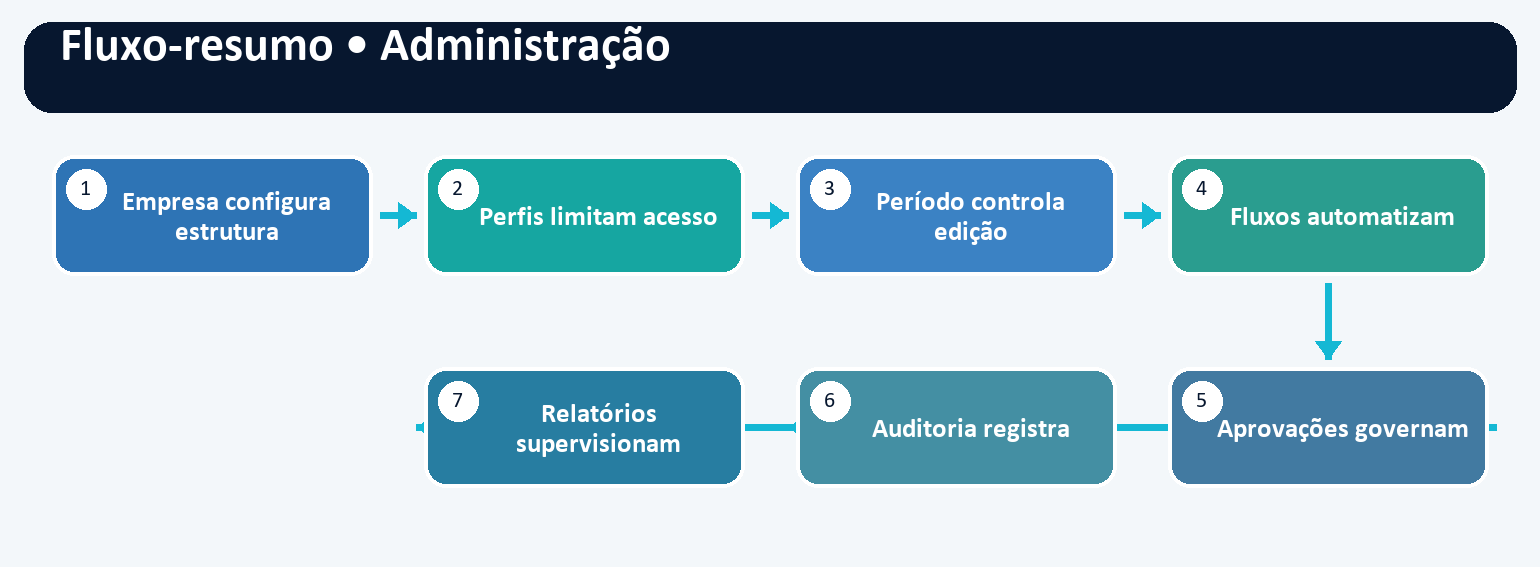 Fluxo-resumo • Administração
1
Empresa configura
estrutura
2
Perfis limitam acesso
3
Período controla
edição
4
Fluxos automatizam
5
Aprovações governam
6
Auditoria registra
7
Relatórios
supervisionam